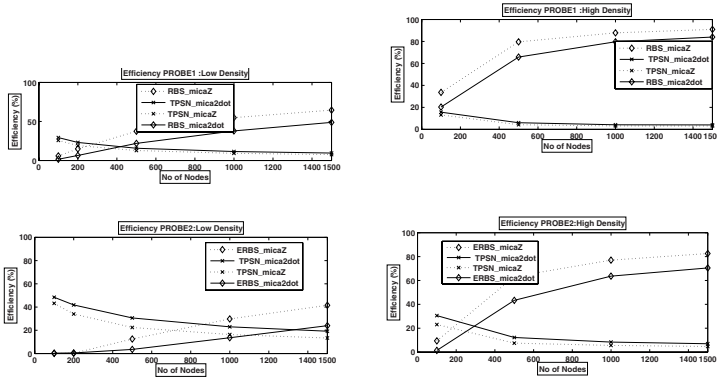 Efficiency PROBE1 :Low Density
Efficiency (%)
100
50
0
RBS_micaZ
TPSN_mica2dot
TPSN_micaZ
RBS_mica2dot
0 200 400 600 800 1000 1200 1400 1500
No of Nodes
Efficiency PROBE1 :High Density
Efficiency (%)
100
80
60
40
20
0
RBS_micaZ
TPSN_mica2dot
TPSN_micaZ
RBS_mica2dot
0 200 400 600 800 1000 1200 1400 1500
No of Nodes
Efficiency PROBE2:Low Density
Efficiency (%)
100
80
60
40
20
0
ERBS_micaZ
TPSN_mica2dot
TPSN_micaZ
ERBS_mica2dot
0 200 400 600 800 1000 1200 1400 1500
No of Nodes
Efficiency PROBE2:High Density
Efficiency (%)
100
80
60
40
20
0
ERBS_micaZ
TPSN_mica2dot
TPSN_micaZ
ERBS_mica2dot
0 200 400 600 800 1000 1200 1400 1500
No of Nodes